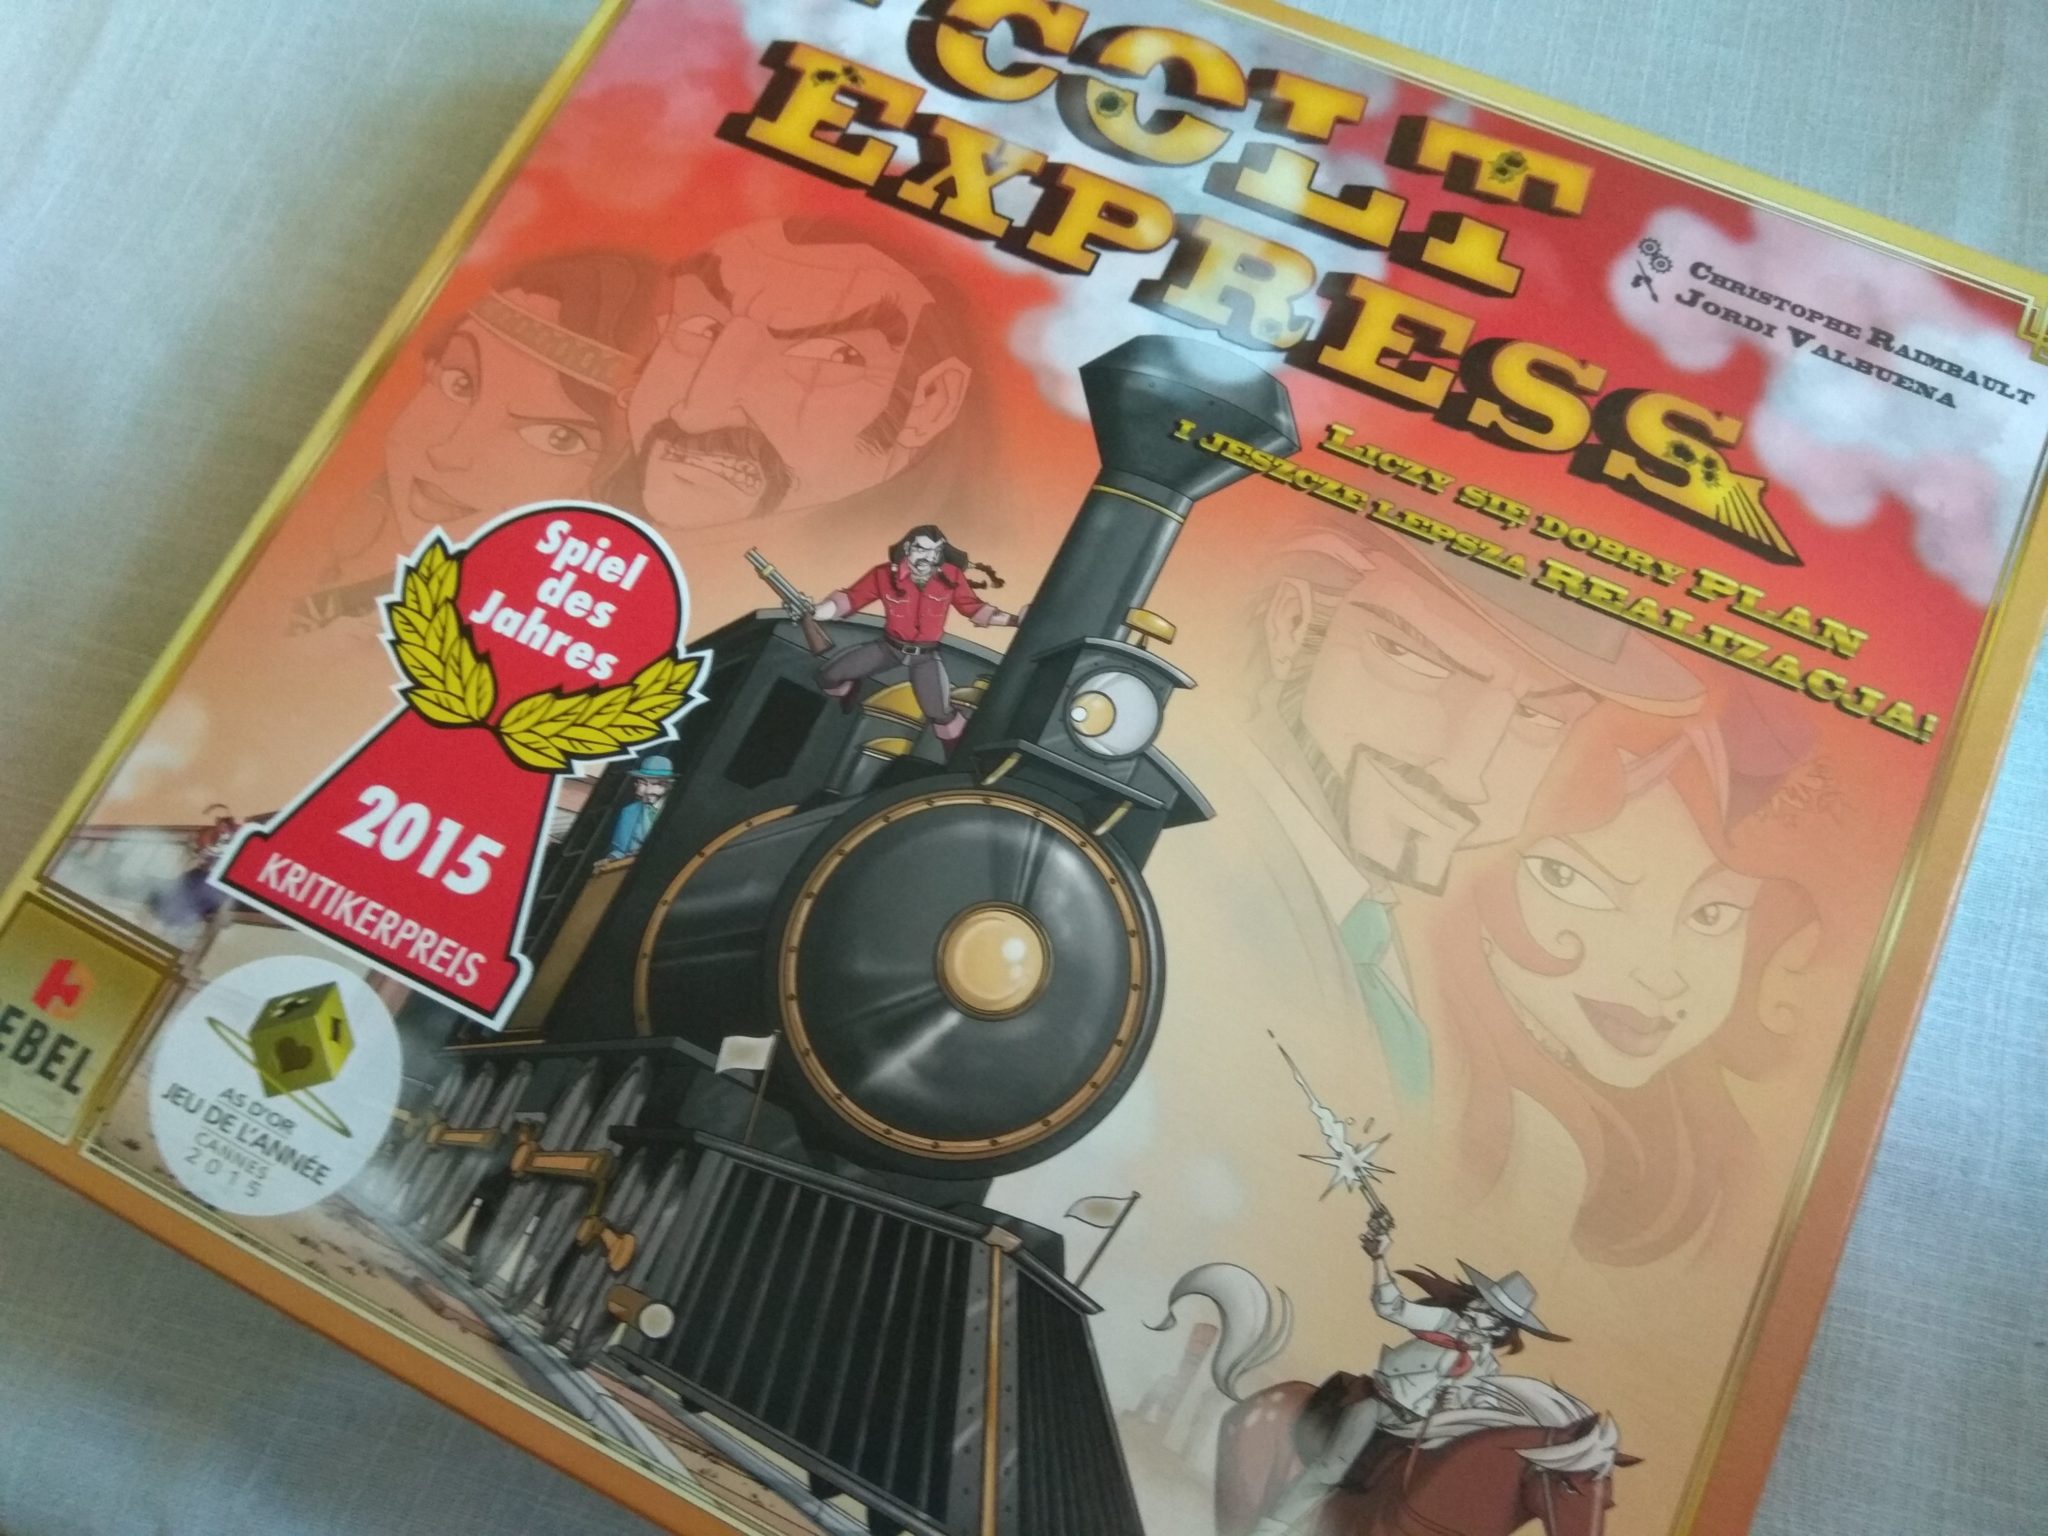 COLT
EXPRESS
CHRISTOPHE RAIMBAULT
JORDI VALBUENA
LICZY SIĘ DOBRY PLAN
I JESZCZE LEPSZA REALIZACJA!
Spiel
des
Jahres
2015
KRITIKERPREIS
EBEL
AS D'OR
JEU DE L'ANNÉE
CANNES
2015